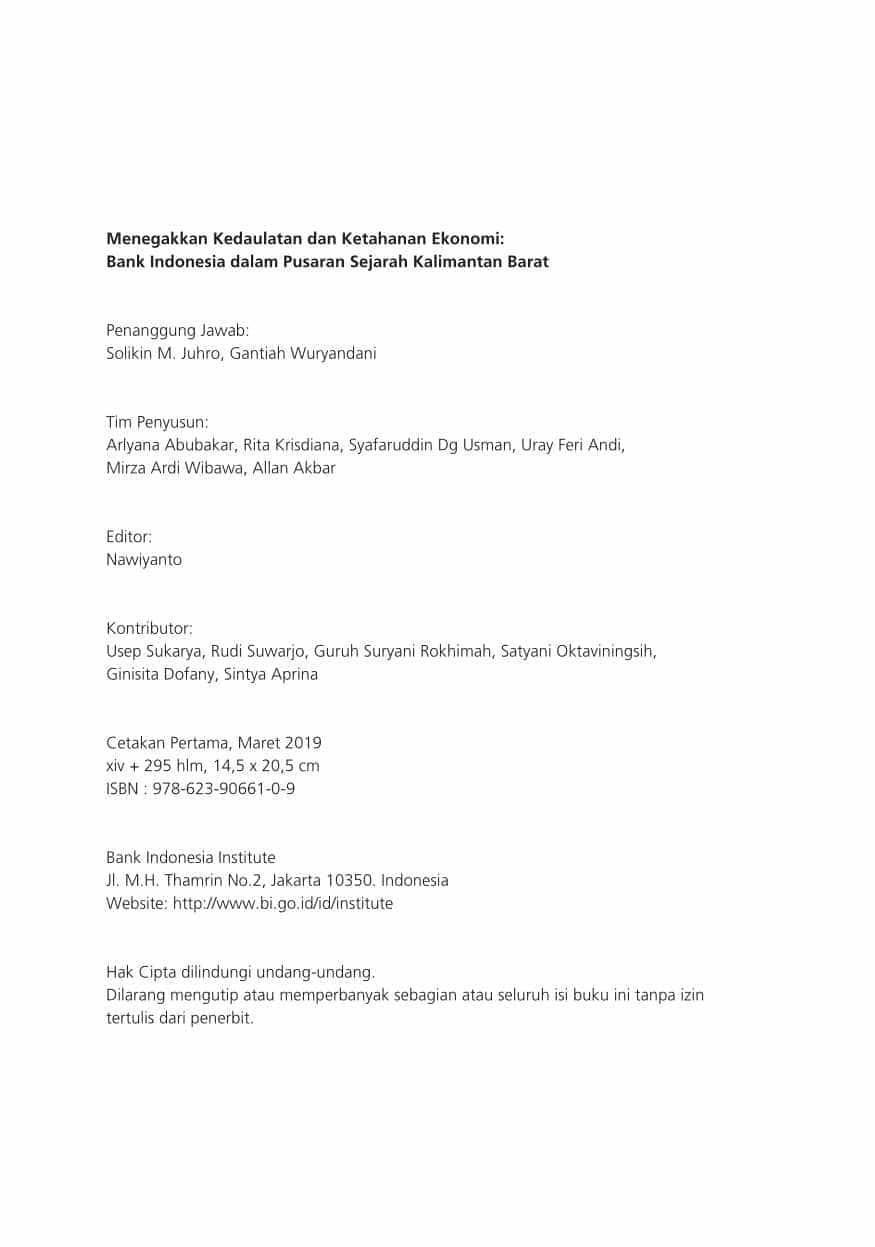 Menegakkan Kedaulatan dan Ketahanan Ekonomi:
Bank Indonesia dalam Pusaran Sejarah Kalimantan Barat
Penanggung Jawab:
Solikin M. Juhro, Gantiah Wuryandani
Tim Penyusun:
Arlyana Abubakar, Rita Krisdiana, Syafaruddin Dg Usman, Uray Feri Andi,
Mirza Ardi Wibawa, Allan Akbar
Editor:
Nawiyanto
Kontributor:
Usep Sukarya, Rudi Suwarjo, Guruh Suryani Rokhimah, Satyani Oktaviningsih,
Ginisita Dofany, Sintya Aprina
Cetakan Pertama, Maret 2019
xiv + 295 hlm, 14,5 x 20,5 cm
ISBN : 978-623-90661-0-9
Bank Indonesia Institute
Jl. M.H. Thamrin No.2, Jakarta 10350. Indonesia
Website: http://www.bi.go.id/id/institute
Hak Cipta dilindungi undang-undang.
Dilarang mengutip atau memperbanyak sebagian atau seluruh isi buku ini tanpa izin
tertulis dari penerbit.